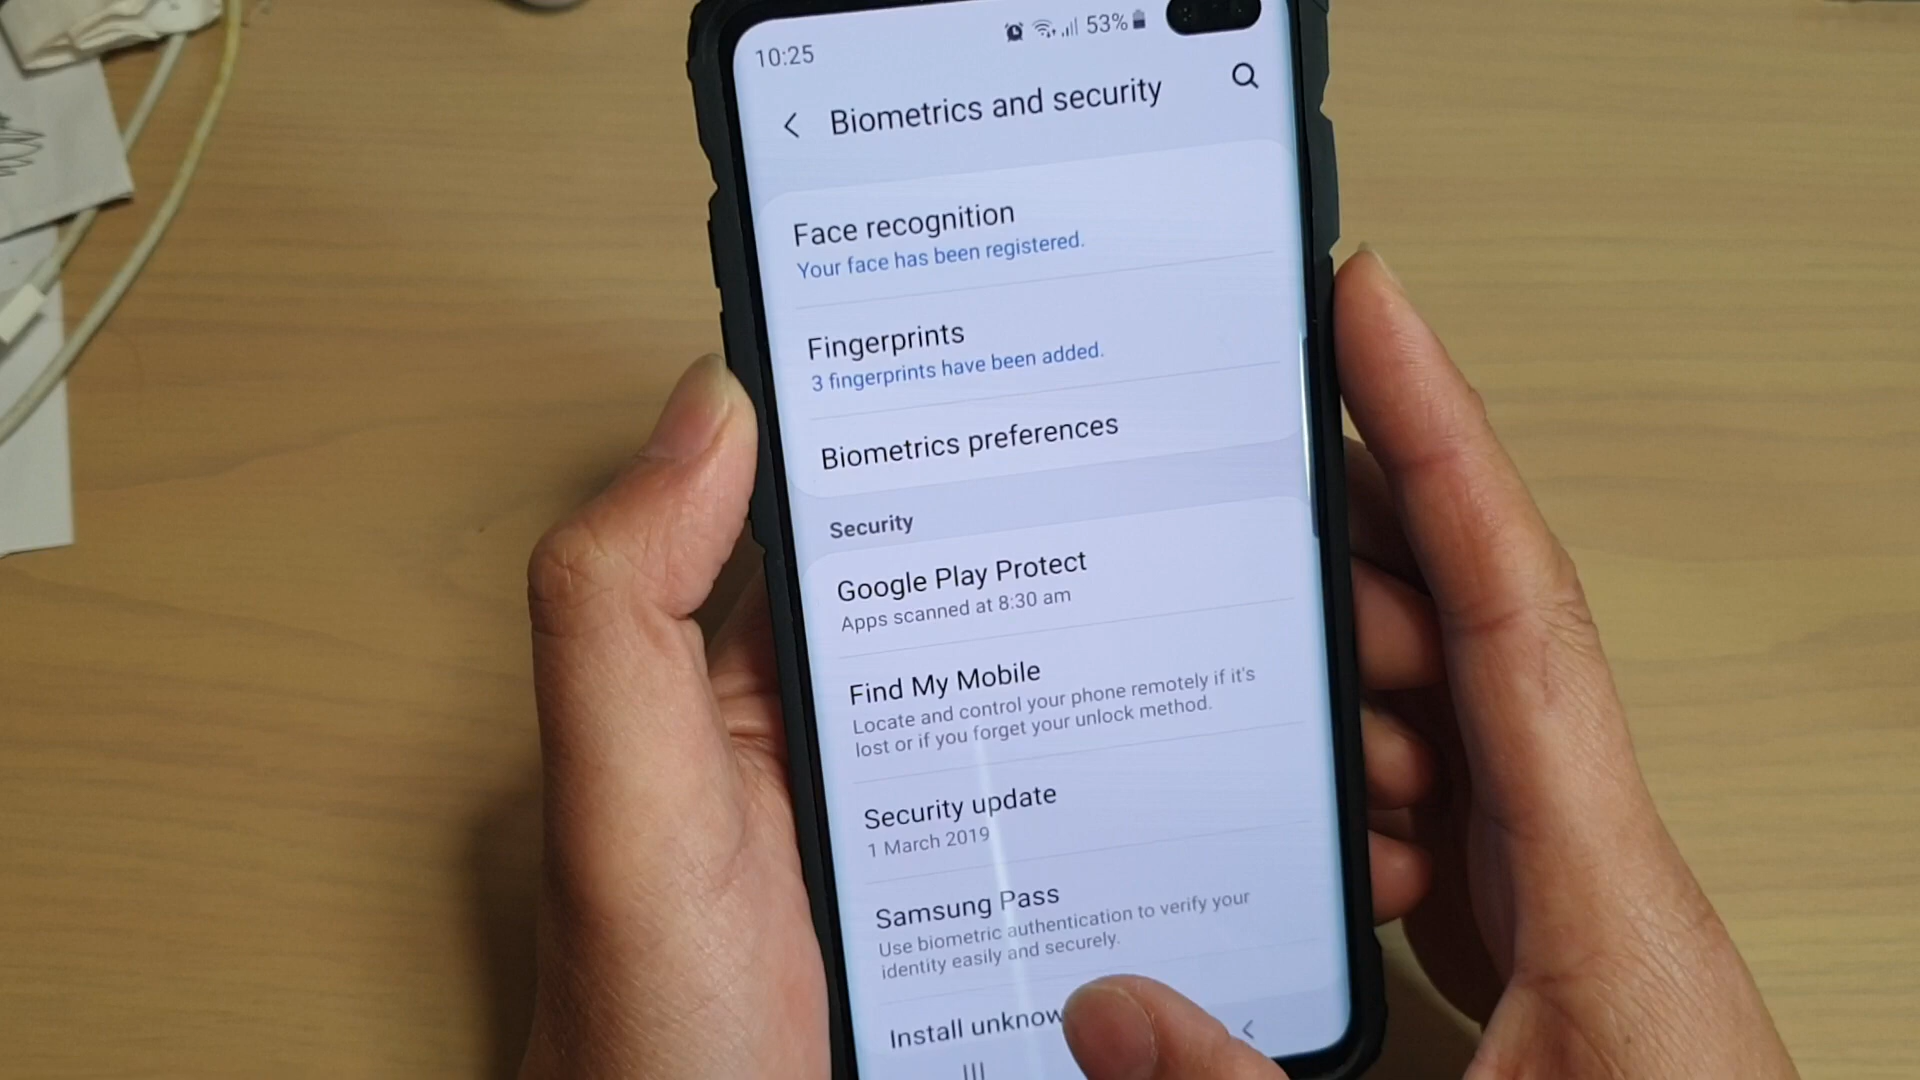 10:25 53%
Biometrics and security
Face recognition
Your face has been registered.
Fingerprints
3 fingerprints have been added.
Biometrics preferences
Security
Google Play Protect
Apps scanned at 8:30 am
Find My Mobile
Locate and control your phone remotely if it's
lost or if you forget your unlock method.
Security update
1 March 2019
Samsung Pass
Use biometric authentication to verify your
identity easily and securely.
Install unknow